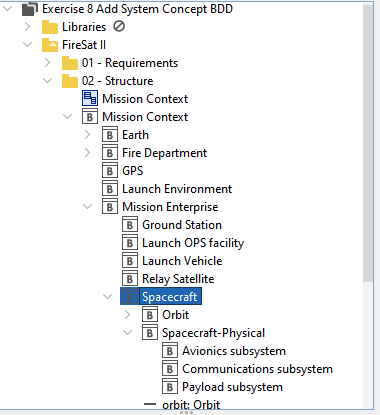 Exercise 8 Add System Concept BDD
Libraries
FireSat II
01 - Requirements
02 - Structure
Mission Context
B Mission Context
B Earth
B Fire Department
B GPS
B Launch Environment
B Mission Enterprise
B Ground Station
B Launch OPS facility
B Launch Vehicle
B Relay Satellite
B Spacecraft
B Orbit
B Spacecraft-Physical
B Avionics subsystem
B Communications subsystem
B Payload subsystem
orbit: Orbit